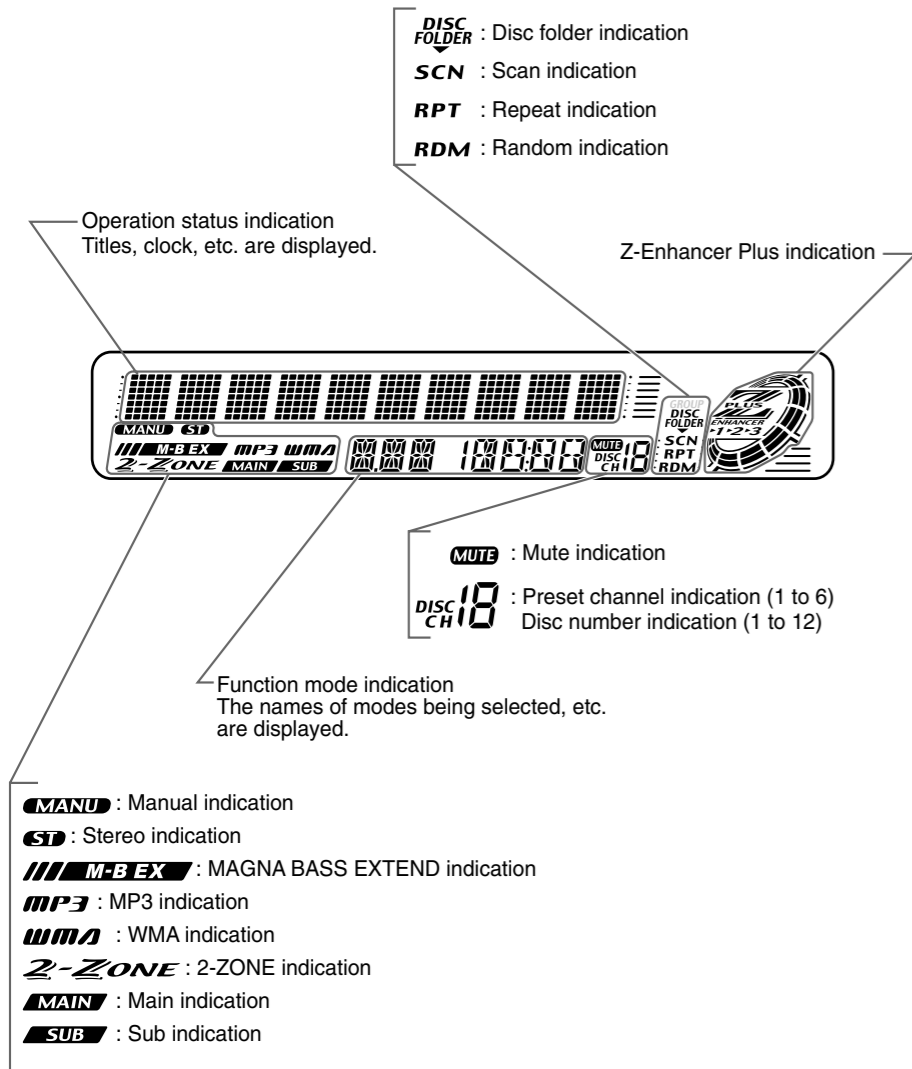 DISC
FOLDER : Disc folder indication
SCN : Scan indication
RPT : Repeat indication
RDM : Random indication
Operation status indication
Titles, clock, etc. are displayed.
Z-Enhancer Plus indication
GROUP
DISC
FOLDER
SCN
RPT
RDM
Z
PLUS
ENHANCER
1 2 3
MANU ST
M-B EX MP3 WMA
2-ZONE MAIN SUB
MUTE
DISC
CH 18
MUTE : Mute indication
DISC
CH 18 : Preset channel indication (1 to 6)
Disc number indication (1 to 12)
Function mode indication
The names of modes being selected, etc.
are displayed.
MANU : Manual indication
ST : Stereo indication
M-B EX : MAGNA BASS EXTEND indication
MP3 : MP3 indication
WMA : WMA indication
2-ZONE : 2-ZONE indication
MAIN : Main indication
SUB : Sub indication